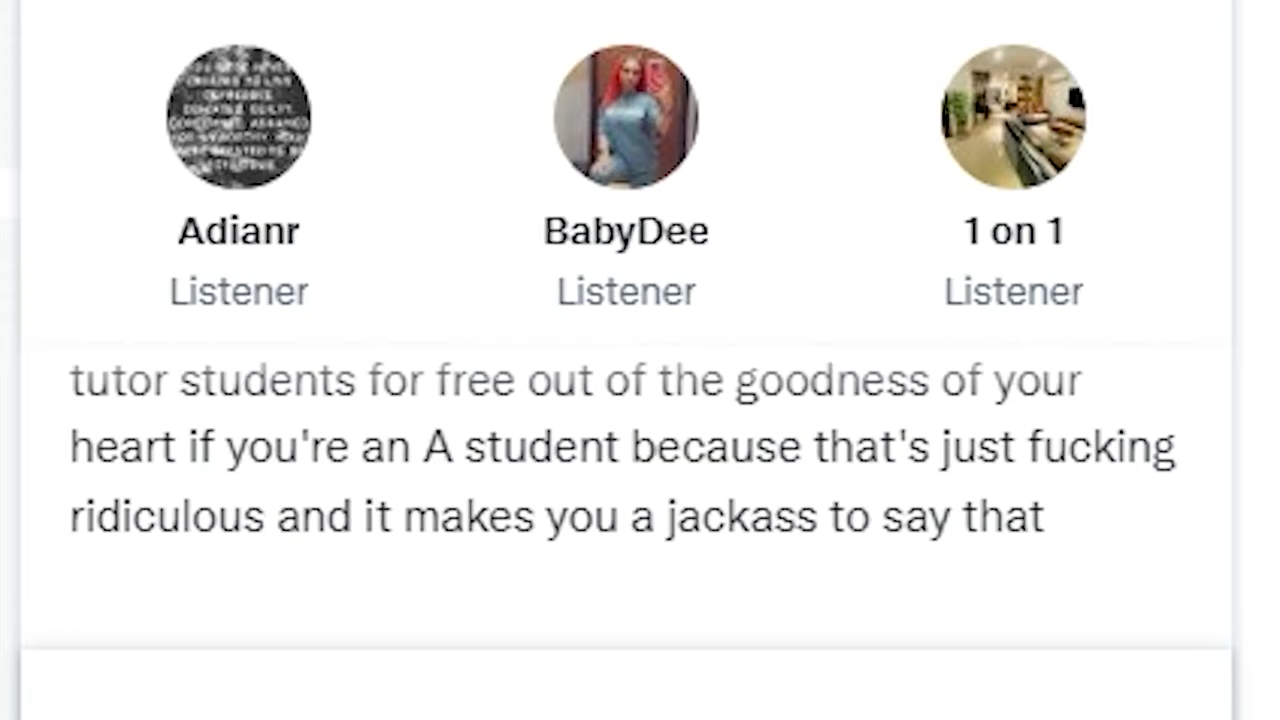 Adianr
BabyDee
1 on 1
Listener
Listener
Listener
tutor students for free out of the goodness of your
heart if you're an A student because that's just fucking
ridiculous and it makes you a jackass to say that